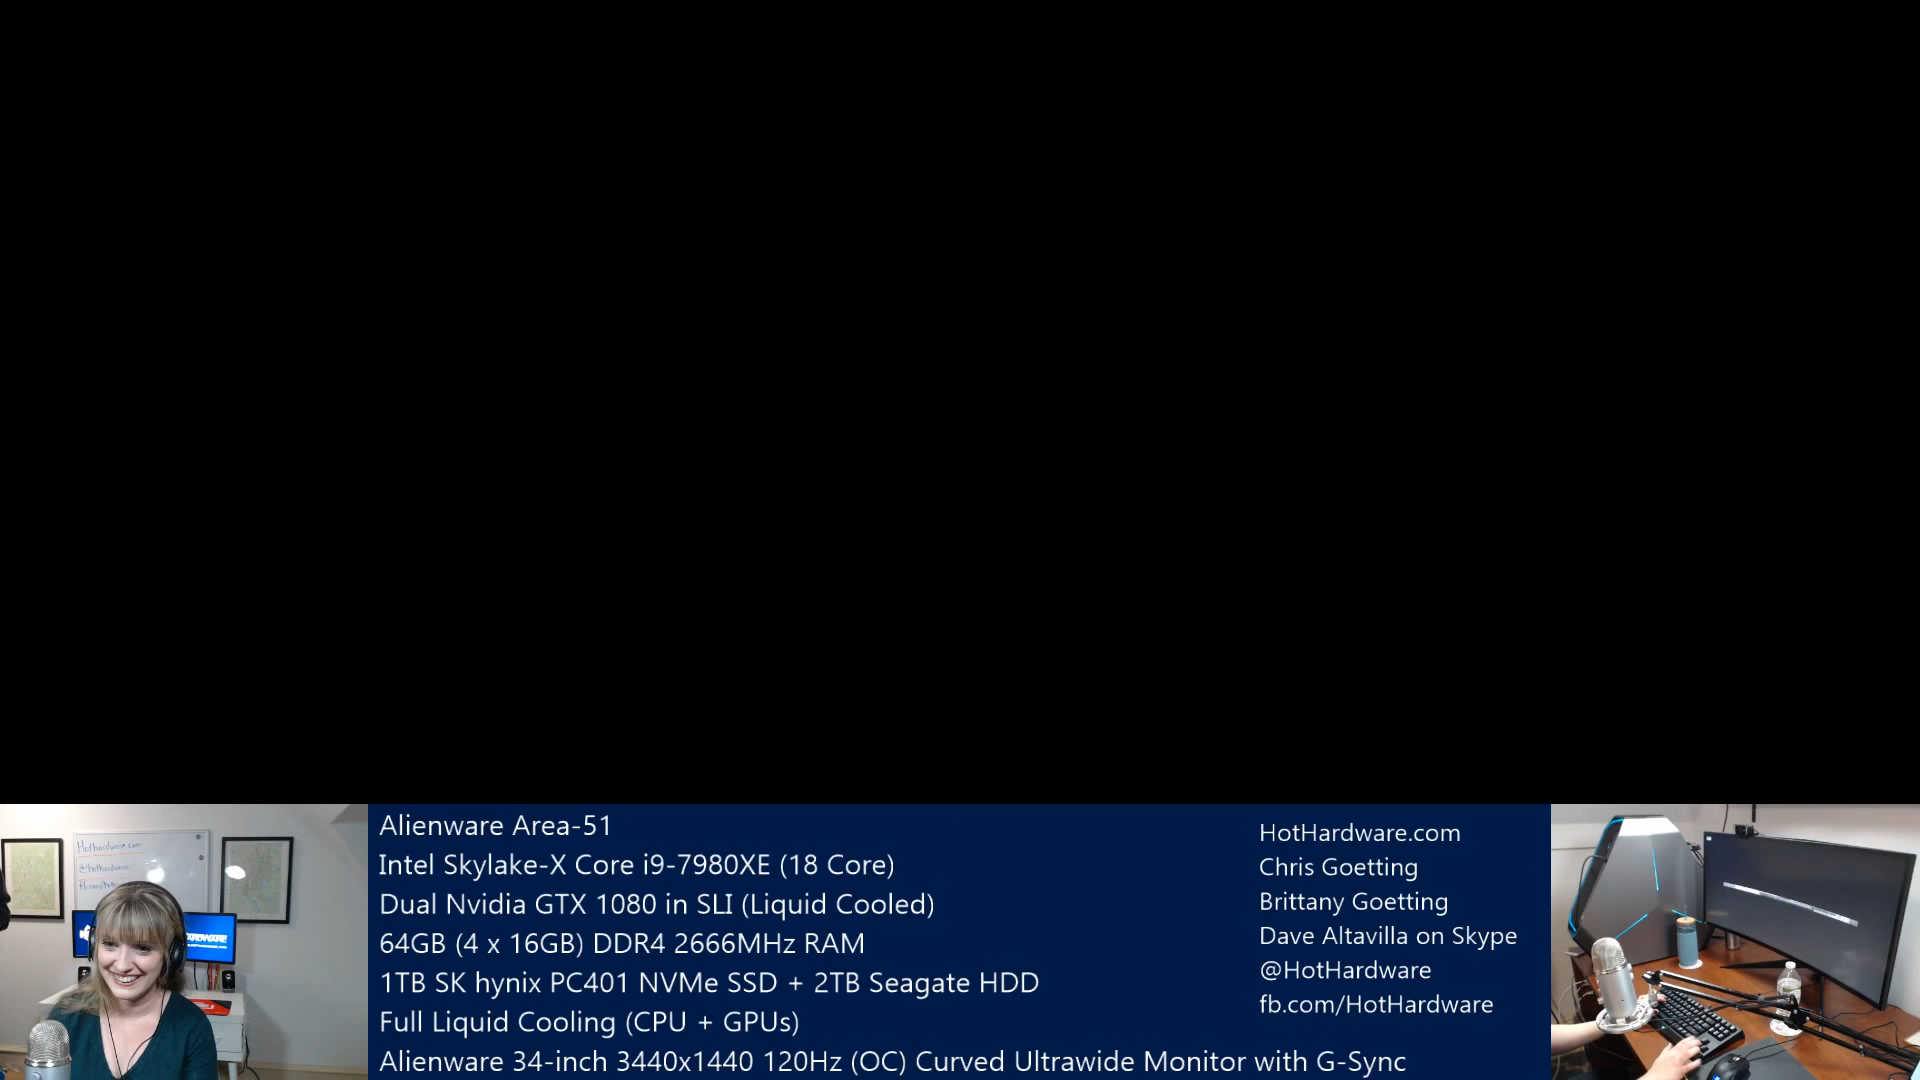 Alienware Area-51
Intel Skylake-X Core i9-7980XE (18 Core)
Dual Nvidia GTX 1080 in SLI (Liquid Cooled)
64GB (4 x 16GB) DDR4 2666MHz RAM
1TB SK hynix PC401 NVMe SSD + 2TB Seagate HDD
Full Liquid Cooling (CPU + GPUs)
Alienware 34-inch 3440x1440 120Hz (OC) Curved Ultrawide Monitor with G-Sync
HotHardware.com
Chris Goetting
Brittany Goetting
Dave Altavilla on Skype
@HotHardware
fb.com/HotHardware
HotHardware.com
@hothardware